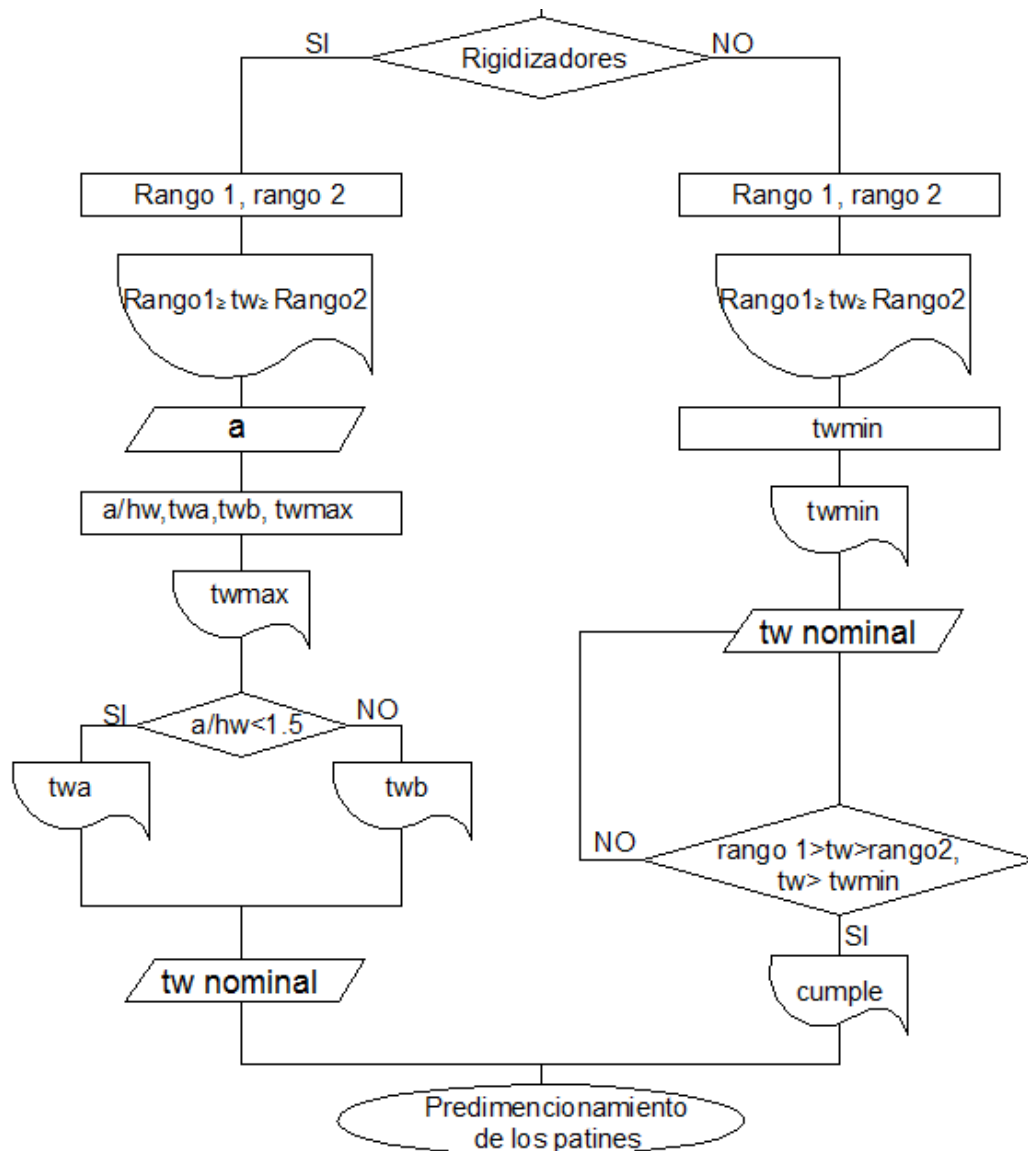 SI
Rigidizadores
NO
Rango 1, rango 2
Rango1≥ tw≥ Rango2
a
a/hw,twa,twb, twmax
twmax
SI
a/hw<1.5
NO
twa
twb
tw nominal
Rango 1, rango 2
Rango1≥ tw≥ Rango2
twmin
twmin
tw nominal
NO
rango 1>tw>rango2,
tw> twmin
SI
cumple
Predimencionamiento
de los patines